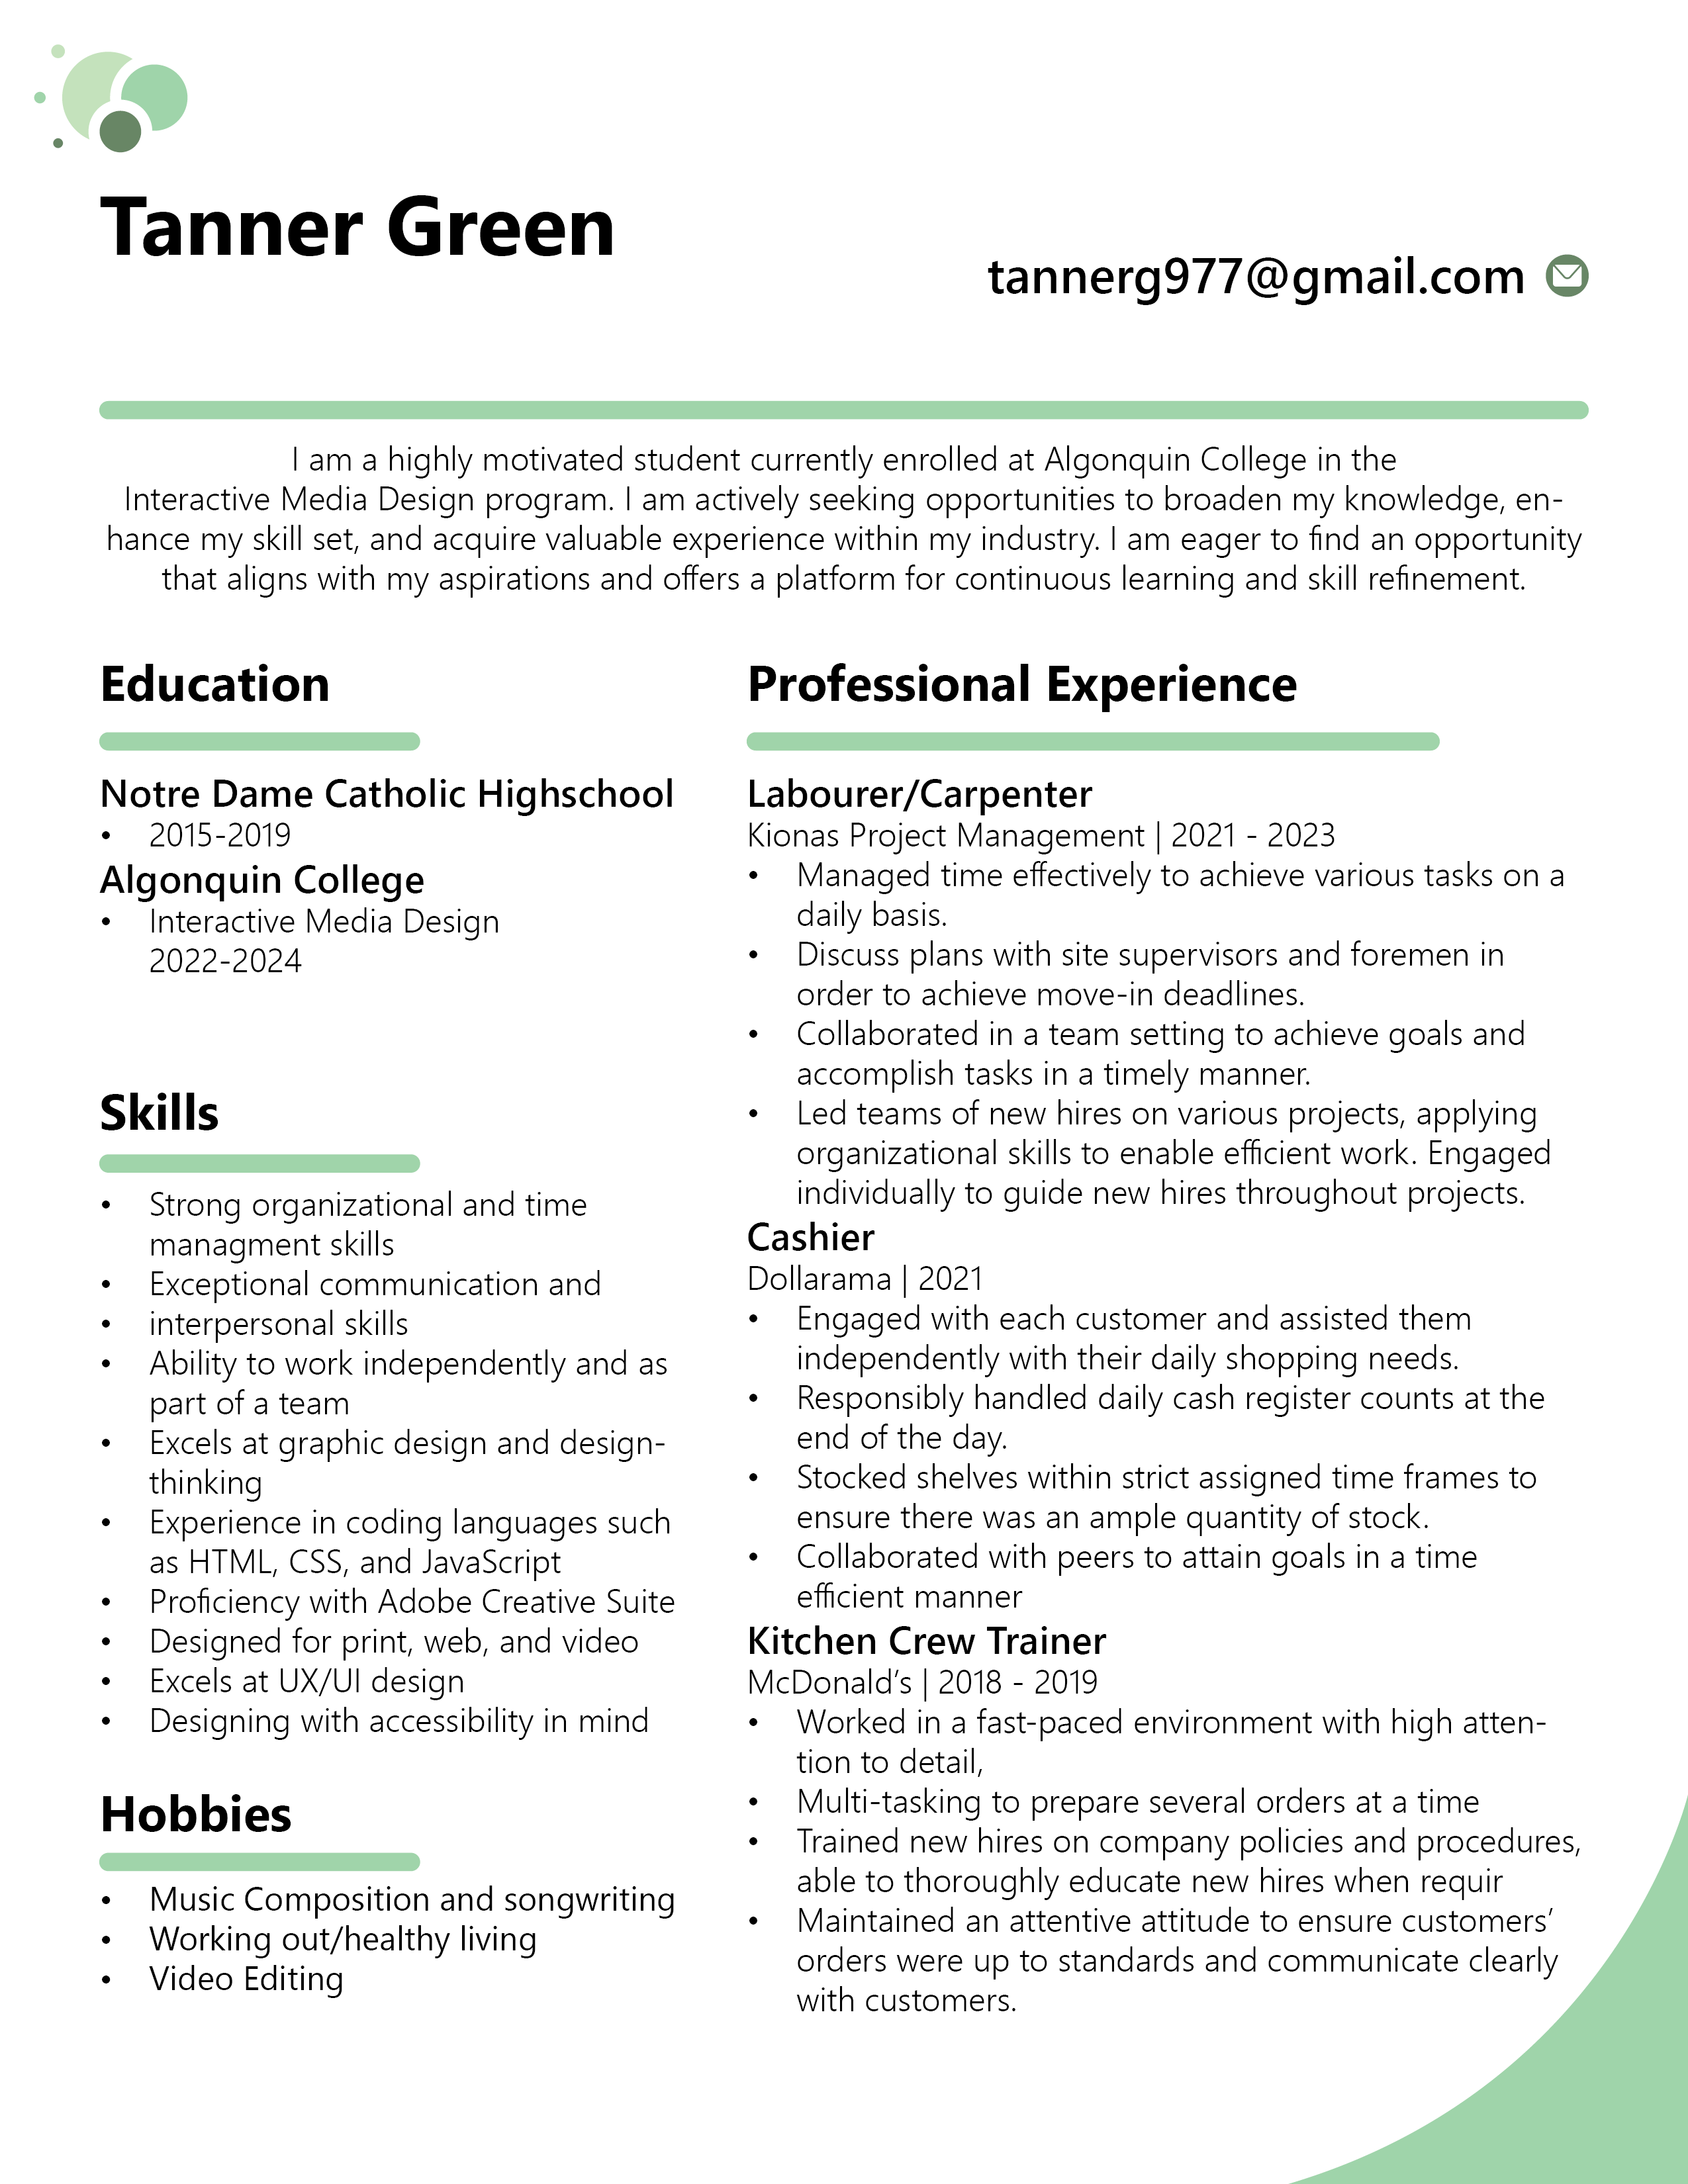 Tanner Green
tannerg977@gmail.com
I am a highly motivated student currently enrolled at Algonquin College in the
Interactive Media Design program. I am actively seeking opportunities to broaden my knowledge, en-
hance my skill set, and acquire valuable experience within my industry. I am eager to find an opportunity
that aligns with my aspirations and offers a platform for continuous learning and skill refinement.
Education
Notre Dame Catholic Highschool
• 2015-2019
Algonquin College
• Interactive Media Design
2022-2024
Skills
• Strong organizational and time
managment skills
• Exceptional communication and
• interpersonal skills
• Ability to work independently and as
part of a team
• Excels at graphic design and design-
thinking
• Experience in coding languages such
as HTML, CSS, and JavaScript
• Proficiency with Adobe Creative Suite
• Designed for print, web, and video
• Excels at UX/UI design
• Designing with accessibility in mind
Hobbies
• Music Composition and songwriting
• Working out/healthy living
• Video Editing
Professional Experience
Labourer/Carpenter
Kionas Project Management | 2021 - 2023
• Managed time effectively to achieve various tasks on a
daily basis.
• Discuss plans with site supervisors and foremen in
order to achieve move-in deadlines.
• Collaborated in a team setting to achieve goals and
accomplish tasks in a timely manner.
• Led teams of new hires on various projects, applying
organizational skills to enable efficient work. Engaged
individually to guide new hires throughout projects.
Cashier
Dollarama | 2021
• Engaged with each customer and assisted them
independently with their daily shopping needs.
• Responsibly handled daily cash register counts at the
end of the day.
• Stocked shelves within strict assigned time frames to
ensure there was an ample quantity of stock.
• Collaborated with peers to attain goals in a time
efficient manner
Kitchen Crew Trainer
McDonald’s | 2018 - 2019
• Worked in a fast-paced environment with high atten-
tion to detail,
• Multi-tasking to prepare several orders at a time
• Trained new hires on company policies and procedures,
able to thoroughly educate new hires when requir
• Maintained an attentive attitude to ensure customers’
orders were up to standards and communicate clearly
with customers.